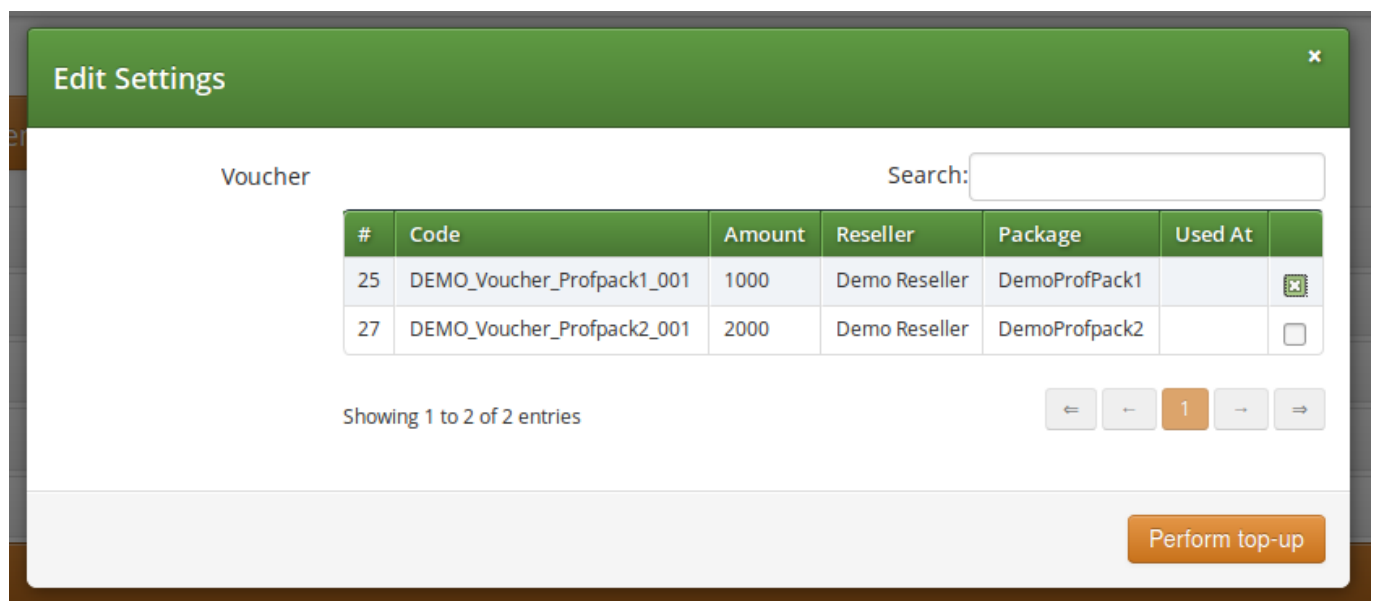 Edit Settings
×
er
Voucher
Search:
# Code Amount Reseller Package Used At
25 DEMO_Voucher_Profpack1_001 1000 Demo Reseller DemoProfPack1
27 DEMO_Voucher_Profpack2_001 2000 Demo Reseller DemoProfpack2
Showing 1 to 2 of 2 entries
⇐ ← 1 → ⇒
Perform top-up